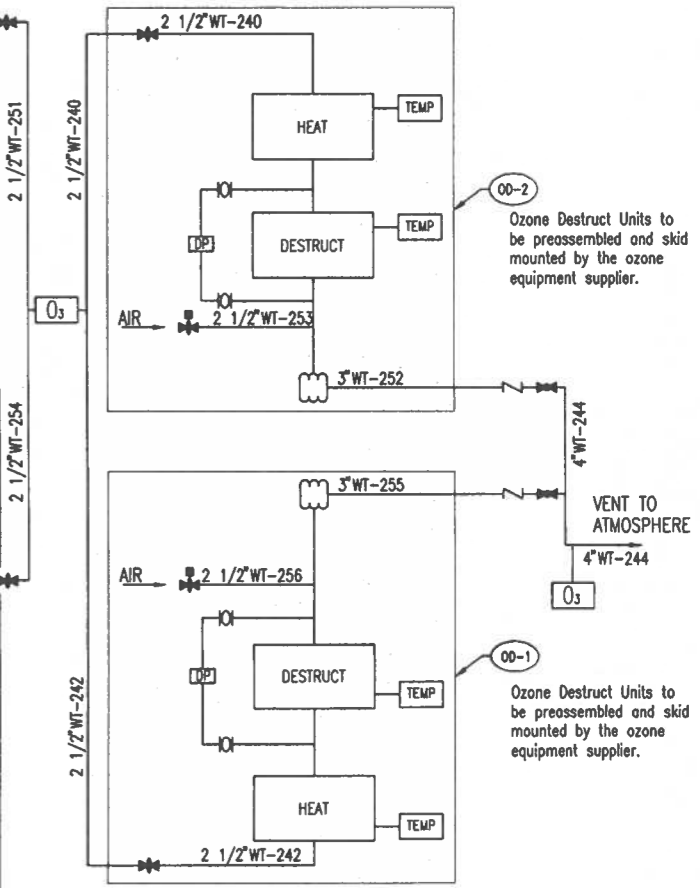 2 1/2"WT-240
2 1/2"WT-251
2 1/2"WT-240
HEAT
TEMP
OD-2
Ozone Destruct Units to
be preassembled and skid
mounted by the ozone
equipment supplier.
DP
DESTRUCT
TEMP
O3
AIR
2 1/2"WT-253
3"WT-252
2 1/2"WT-254
4"WT-244
3"WT-255
VENT TO
ATMOSPHERE
4"WT-244
O3
AIR
2 1/2"WT-256
OD-1
Ozone Destruct Units to
be preassembled and skid
mounted by the ozone
equipment supplier.
DP
DESTRUCT
TEMP
2 1/2"WT-242
HEAT
TEMP
2 1/2"WT-242